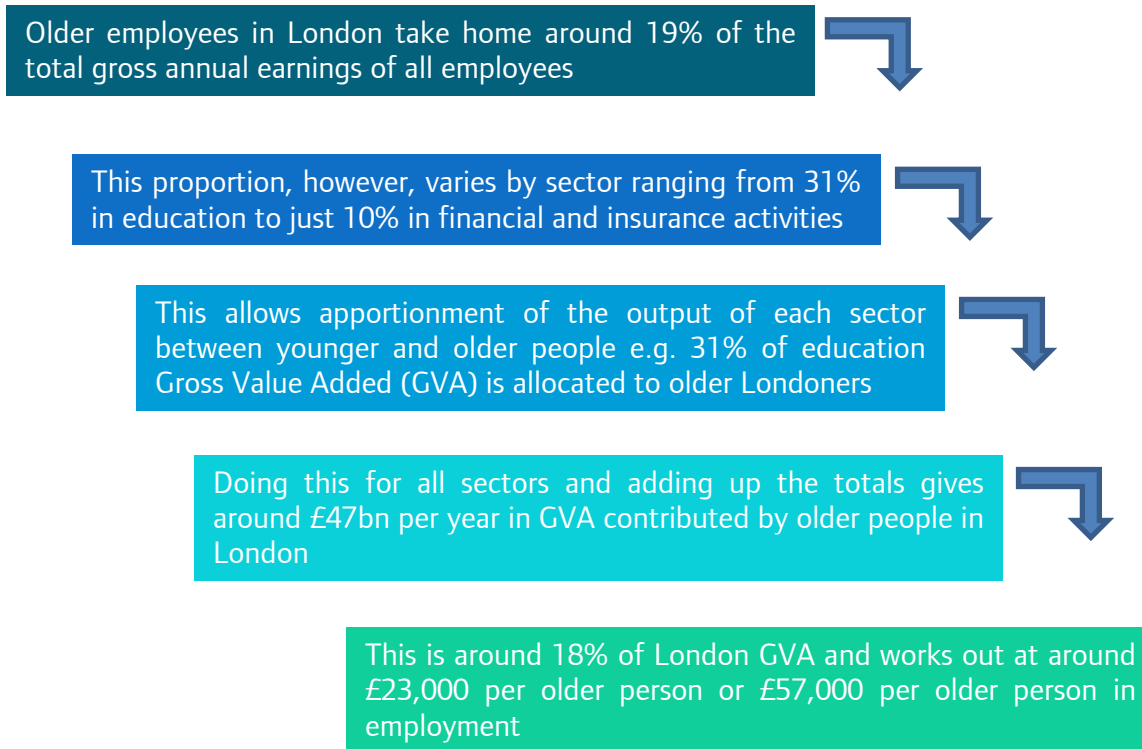 Older employees in London take home around 19% of the
total gross annual earnings of all employees
This proportion, however, varies by sector ranging from 31%
in education to just 10% in financial and insurance activities
This allows apportionment of the output of each sector
between younger and older people e.g. 31% of education
Gross Value Added (GVA) is allocated to older Londoners
Doing this for all sectors and adding up the totals gives
around £47bn per year in GVA contributed by older people in
London
This is around 18% of London GVA and works out at around
£23,000 per older person or £57,000 per older person in
employment